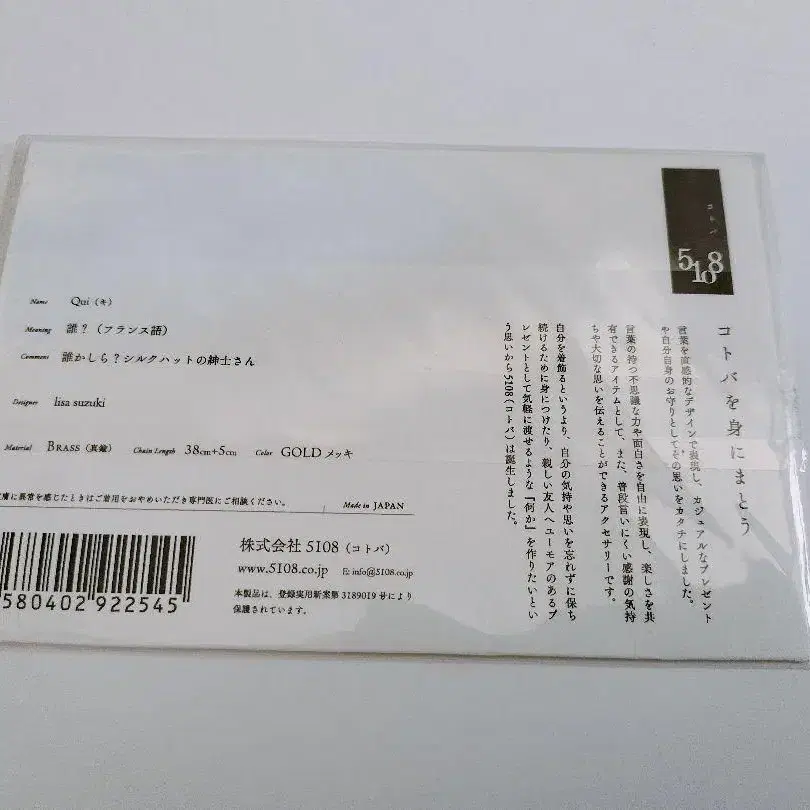 コトバ
5108
コトバを身にまとう
言葉を直感的なデザインで表現し、カジュアルなプレゼント
や自分自身のお守りとしてその思いをカタチにしました。
言葉の持つ不思議な力や面白さを自由に表現し、楽しさを共
有できるアイテムとして、また、普段言いにくい感謝の気持
ちや大切な思いを伝えることができるアクセサリーです。
自分を着飾るというより、自分の気持や思いを忘れずに保ち
続けるために身につけたり、親しい友人へユーモアのあるプ
レゼントとして気軽に渡せるような『何か』を作りたいとい
う思いから5108(コトバ)は誕生しました。
Name Qui（キ）
Meaning 誰？（フランス語）
Comment 誰かしら？シルクハットの紳士さん
Designer lisa suzuki
Material BRASS（真鍮） Chain Length 38cm+5cm Color GOLD メッキ
皮膚に異常を感じたときはご着用をおやめいただき専門医にご相談ください。
Made in JAPAN
株式会社 5108（コトバ）
www.5108.co.jp E: info@5108.co.jp
本製品は、登録実用新案第 3189019 号により
保護されています。
580402 922545